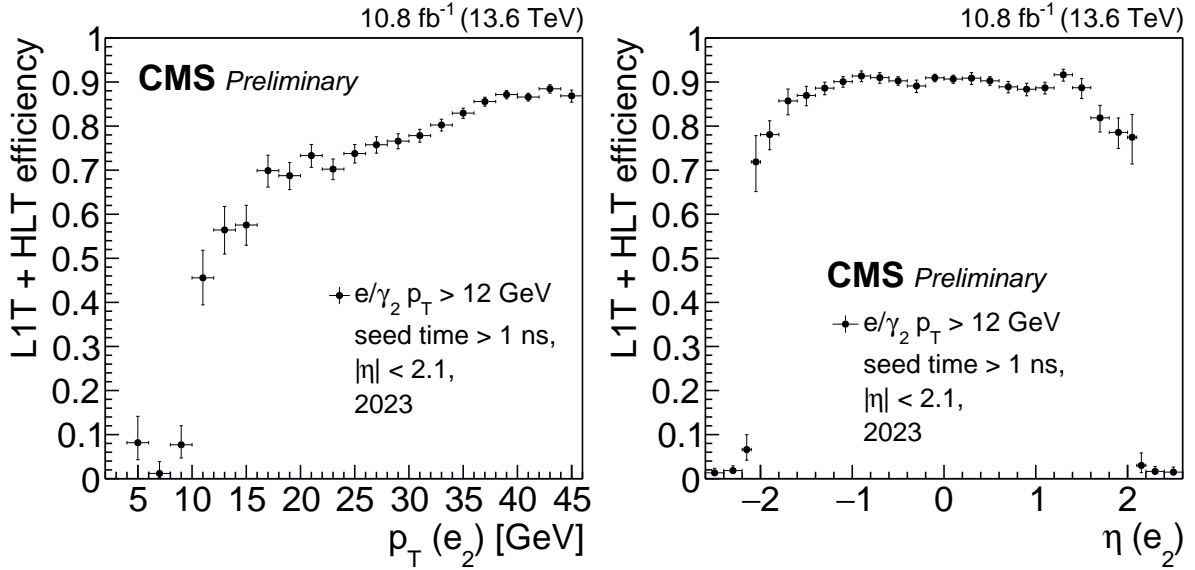 10.8 fb⁻¹ (13.6 TeV)
CMS Preliminary
L1T + HLT efficiency
1
0.9
0.8
0.7
0.6
0.5
0.4
0.3
0.2
0.1
0
e/γ₂ p_T > 12 GeV
seed time > 1 ns,
|η| < 2.1,
2023
5 10 15 20 25 30 35 40 45
p_T (e₂) [GeV]
10.8 fb⁻¹ (13.6 TeV)
L1T + HLT efficiency
1
0.9
0.8
0.7
0.6
0.5
0.4
0.3
0.2
0.1
0
CMS Preliminary
e/γ₂ p_T > 12 GeV
seed time > 1 ns,
|η| < 2.1,
2023
−2 −1 0 1 2
η (e₂)